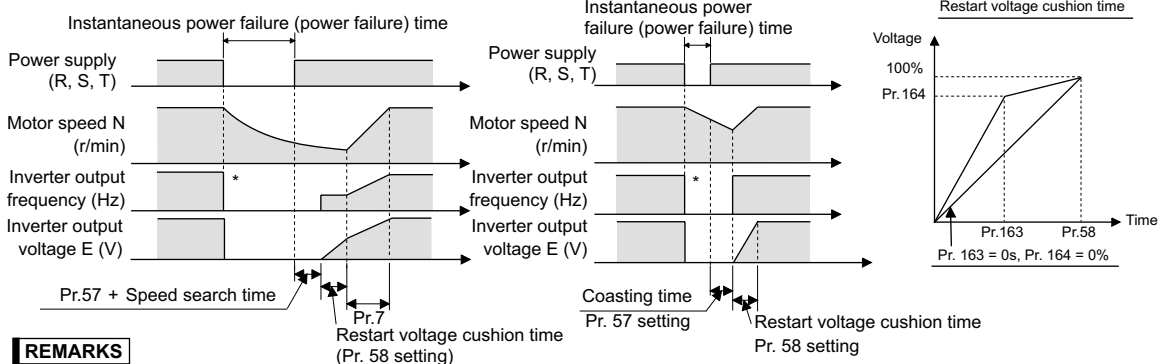 Instantaneous power failure (power failure) time
Power supply
(R, S, T)
Motor speed N
(r/min)
Inverter output
frequency (Hz)
*
Inverter output
voltage E (V)
Pr.57 + Speed search time
Pr.7
Restart voltage cushion time
(Pr. 58 setting)
Instantaneous power
failure (power failure) time
Power supply
(R, S, T)
Motor speed N
(r/min)
Inverter output
frequency (Hz)
*
Inverter output
voltage E (V)
Coasting time
Pr. 57 setting
Restart voltage cushion time
Pr. 58 setting
Restart voltage cushion time
Voltage
100%
Pr.164
Pr.163
Pr.58
Time
Pr. 163 = 0s, Pr. 164 = 0%
REMARKS